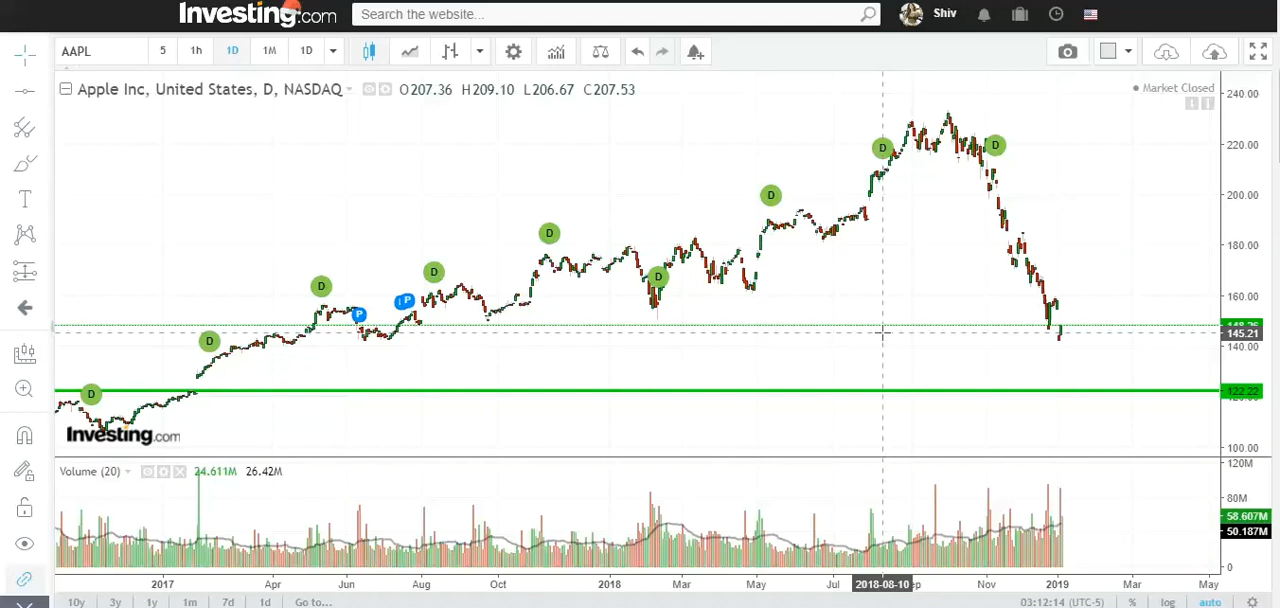 Investing.com
Search the website...
Shiv
AAPL 5 1h 1D 1M 1D
Apple Inc, United States, D, NASDAQ O207.36 H209.10 L206.67 C207.53
Market Closed
240.00
220.00
200.00
180.00
160.00
145.21
140.00
122.22
100.00
D D D D D D D D D
P P
Investing.com
Volume (20) 24.611M 26.42M
120M
80M
58.607M
50.187M
0
2017 Apr Jun Aug Oct 2018 Mar May Jul 2018-08-10 Nov 2019 Mar May
10y 3y 1y 1m 7d 1d Go to... 03:12:14 (UTC-5) % log auto